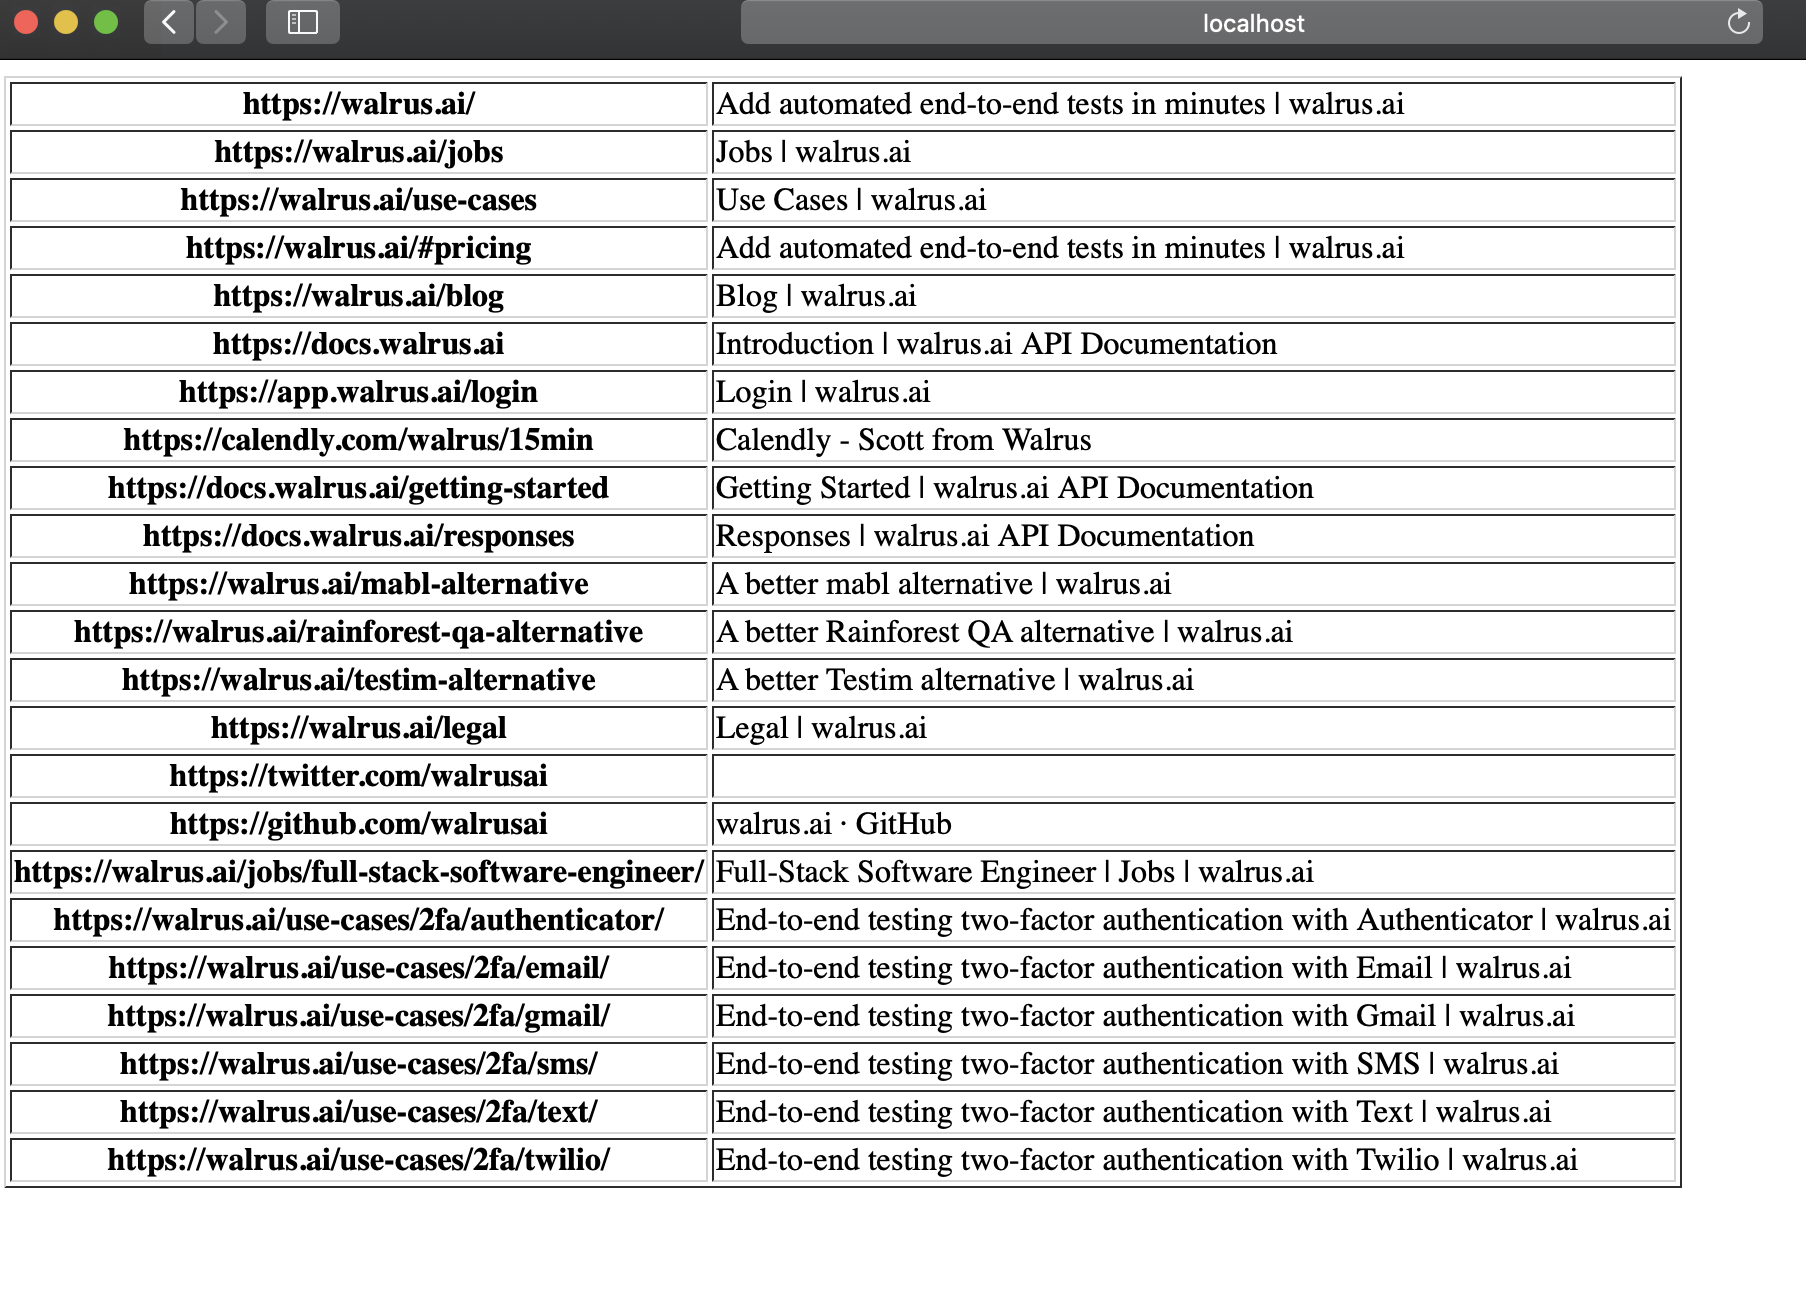 localhost
https://walrus.ai/ Add automated end-to-end tests in minutes | walrus.ai
https://walrus.ai/jobs Jobs | walrus.ai
https://walrus.ai/use-cases Use Cases | walrus.ai
https://walrus.ai/#pricing Add automated end-to-end tests in minutes | walrus.ai
https://walrus.ai/blog Blog | walrus.ai
https://docs.walrus.ai Introduction | walrus.ai API Documentation
https://app.walrus.ai/login Login | walrus.ai
https://calendly.com/walrus/15min Calendly - Scott from Walrus
https://docs.walrus.ai/getting-started Getting Started | walrus.ai API Documentation
https://docs.walrus.ai/responses Responses | walrus.ai API Documentation
https://walrus.ai/mabl-alternative A better mabl alternative | walrus.ai
https://walrus.ai/rainforest-qa-alternative A better Rainforest QA alternative | walrus.ai
https://walrus.ai/testim-alternative A better Testim alternative | walrus.ai
https://walrus.ai/legal Legal | walrus.ai
https://twitter.com/walrusai
https://github.com/walrusai walrus.ai · GitHub
https://walrus.ai/jobs/full-stack-software-engineer/ Full-Stack Software Engineer | Jobs | walrus.ai
https://walrus.ai/use-cases/2fa/authenticator/ End-to-end testing two-factor authentication with Authenticator | walrus.ai
https://walrus.ai/use-cases/2fa/email/ End-to-end testing two-factor authentication with Email | walrus.ai
https://walrus.ai/use-cases/2fa/gmail/ End-to-end testing two-factor authentication with Gmail | walrus.ai
https://walrus.ai/use-cases/2fa/sms/ End-to-end testing two-factor authentication with SMS | walrus.ai
https://walrus.ai/use-cases/2fa/text/ End-to-end testing two-factor authentication with Text | walrus.ai
https://walrus.ai/use-cases/2fa/twilio/ End-to-end testing two-factor authentication with Twilio | walrus.ai